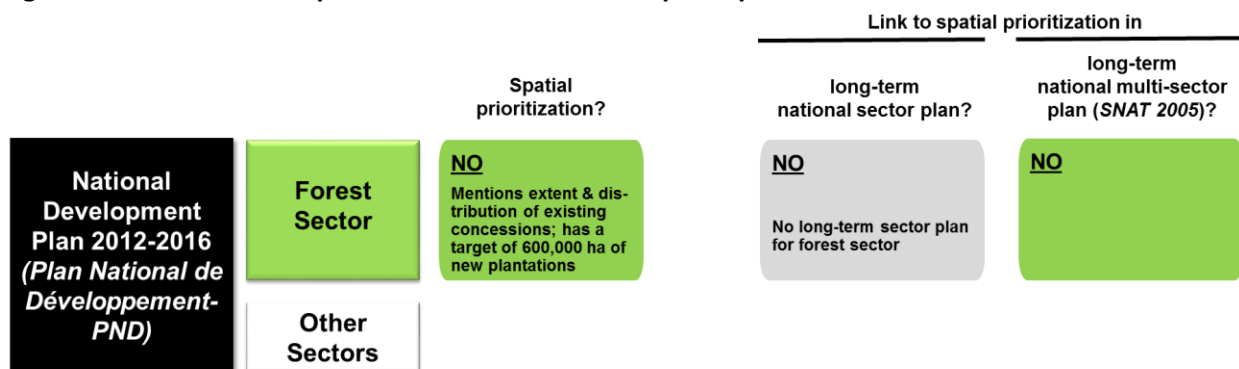 Link to spatial prioritization in
Spatial
prioritization?
long-term
national sector plan?
long-term
national multi-sector
plan (SNAT 2005)?
National
Development
Plan 2012-2016
(Plan National de
Développement-
PND)
Forest
Sector
NO
Mentions extent & dis-
tribution of existing
concessions; has a
target of 600,000 ha of
new plantations
NO
No long-term sector plan
for forest sector
NO
Other
Sectors